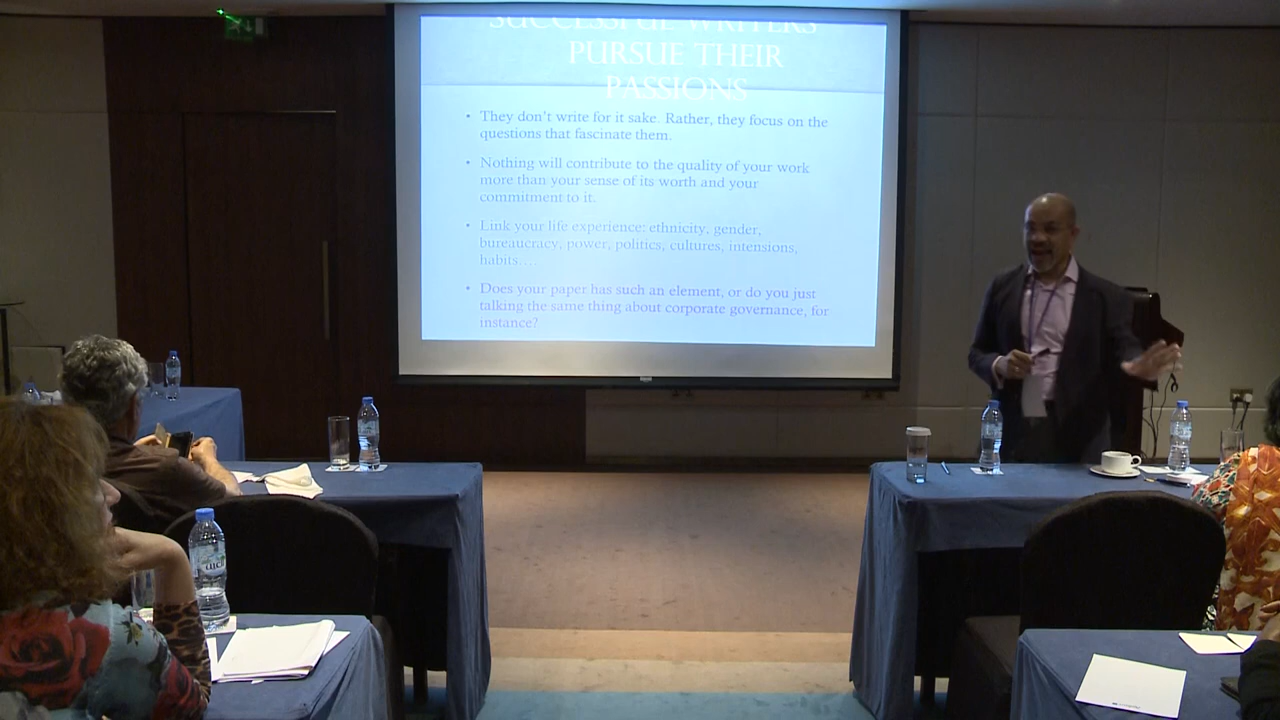 SUCCESSFUL WRITERS
PURSUE THEIR
PASSIONS
• They don't write for it sake. Rather, they focus on the
questions that fascinate them.
• Nothing will contribute to the quality of your work
more than your sense of its worth and your
commitment to it.
• Link your life experience: ethnicity, gender,
bureaucracy, power, politics, cultures, intensions,
habits….
• Does your paper has such an element, or do you just
talking the same thing about corporate governance, for
instance?